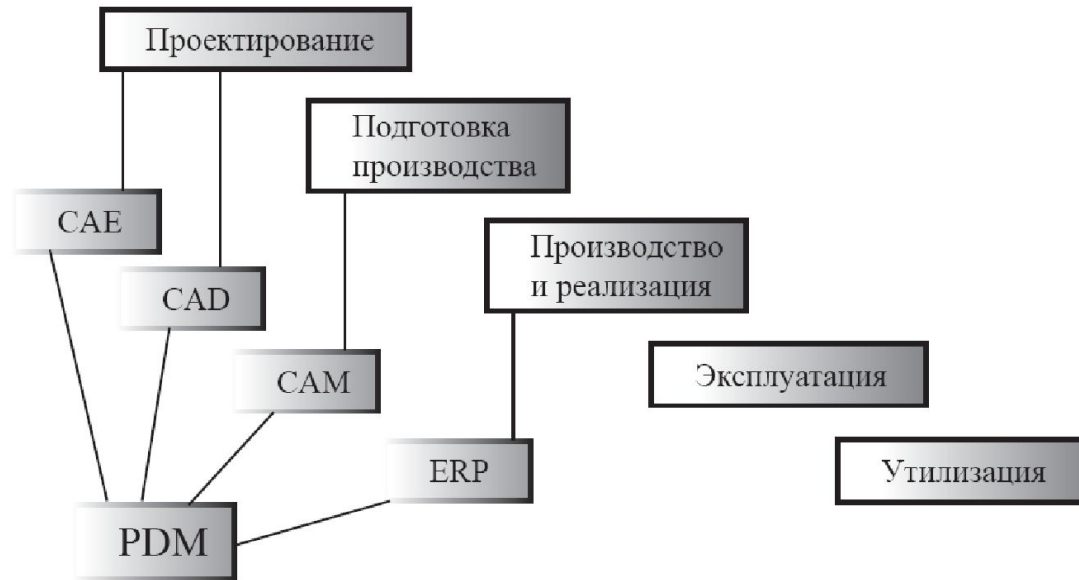 Проектирование
Подготовка
производства
CAE
Производство
и реализация
CAD
CAM
Эксплуатация
ERP
Утилизация
PDM